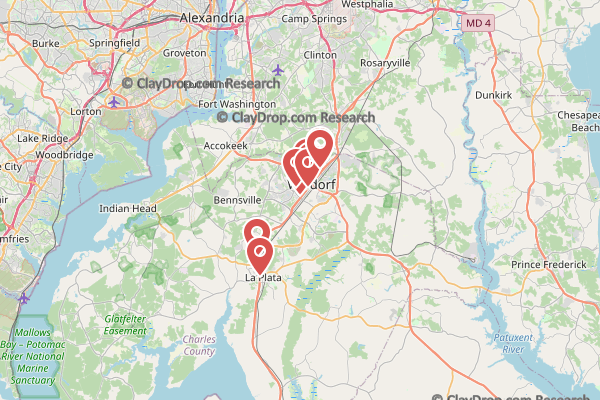 Westphalia
Alexandria
Camp Springs
MD 4
Burke
Springfield
Groveton
Clinton
Rosaryville
© ClayDrop.com Research
Dunkirk
Lorton
Fort Washington
© ClayDrop.com Research
Chesapea
Beach
Lake Ridge
e City
Woodbridge
Accokeek
Indian Head
Bennsville
mfries
Prince Frederick
La Plata
Glatfelter
Easement
Mallows
Bay – Potomac
River National
Marine
Sanctuary
Charles
County
Patuxent
River
© ClayDrop.com Research